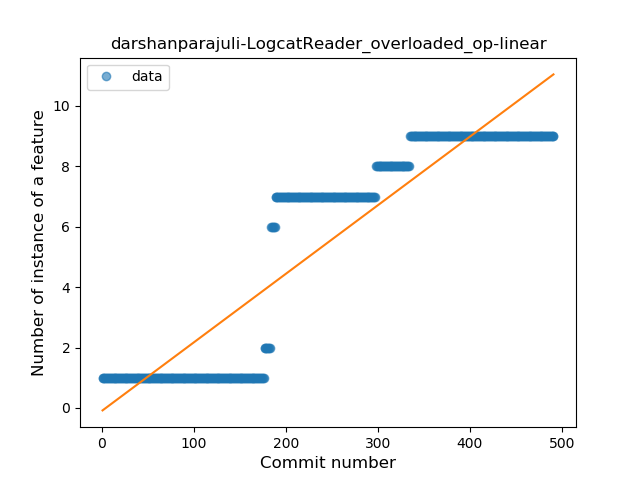 darshanparajuli-LogcatReader_overloaded_op-linear
data
Number of instance of a feature
10
8
6
4
2
0
0 100 200 300 400 500
Commit number